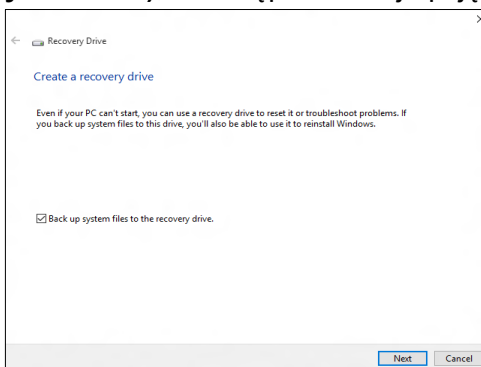 Recovery Drive
Create a recovery drive
Even if your PC can't start, you can use a recovery drive to reset it or troubleshoot problems. If
you back up system files to this drive, you'll also be able to use it to reinstall Windows.
Back up system files to the recovery drive.
Next Cancel